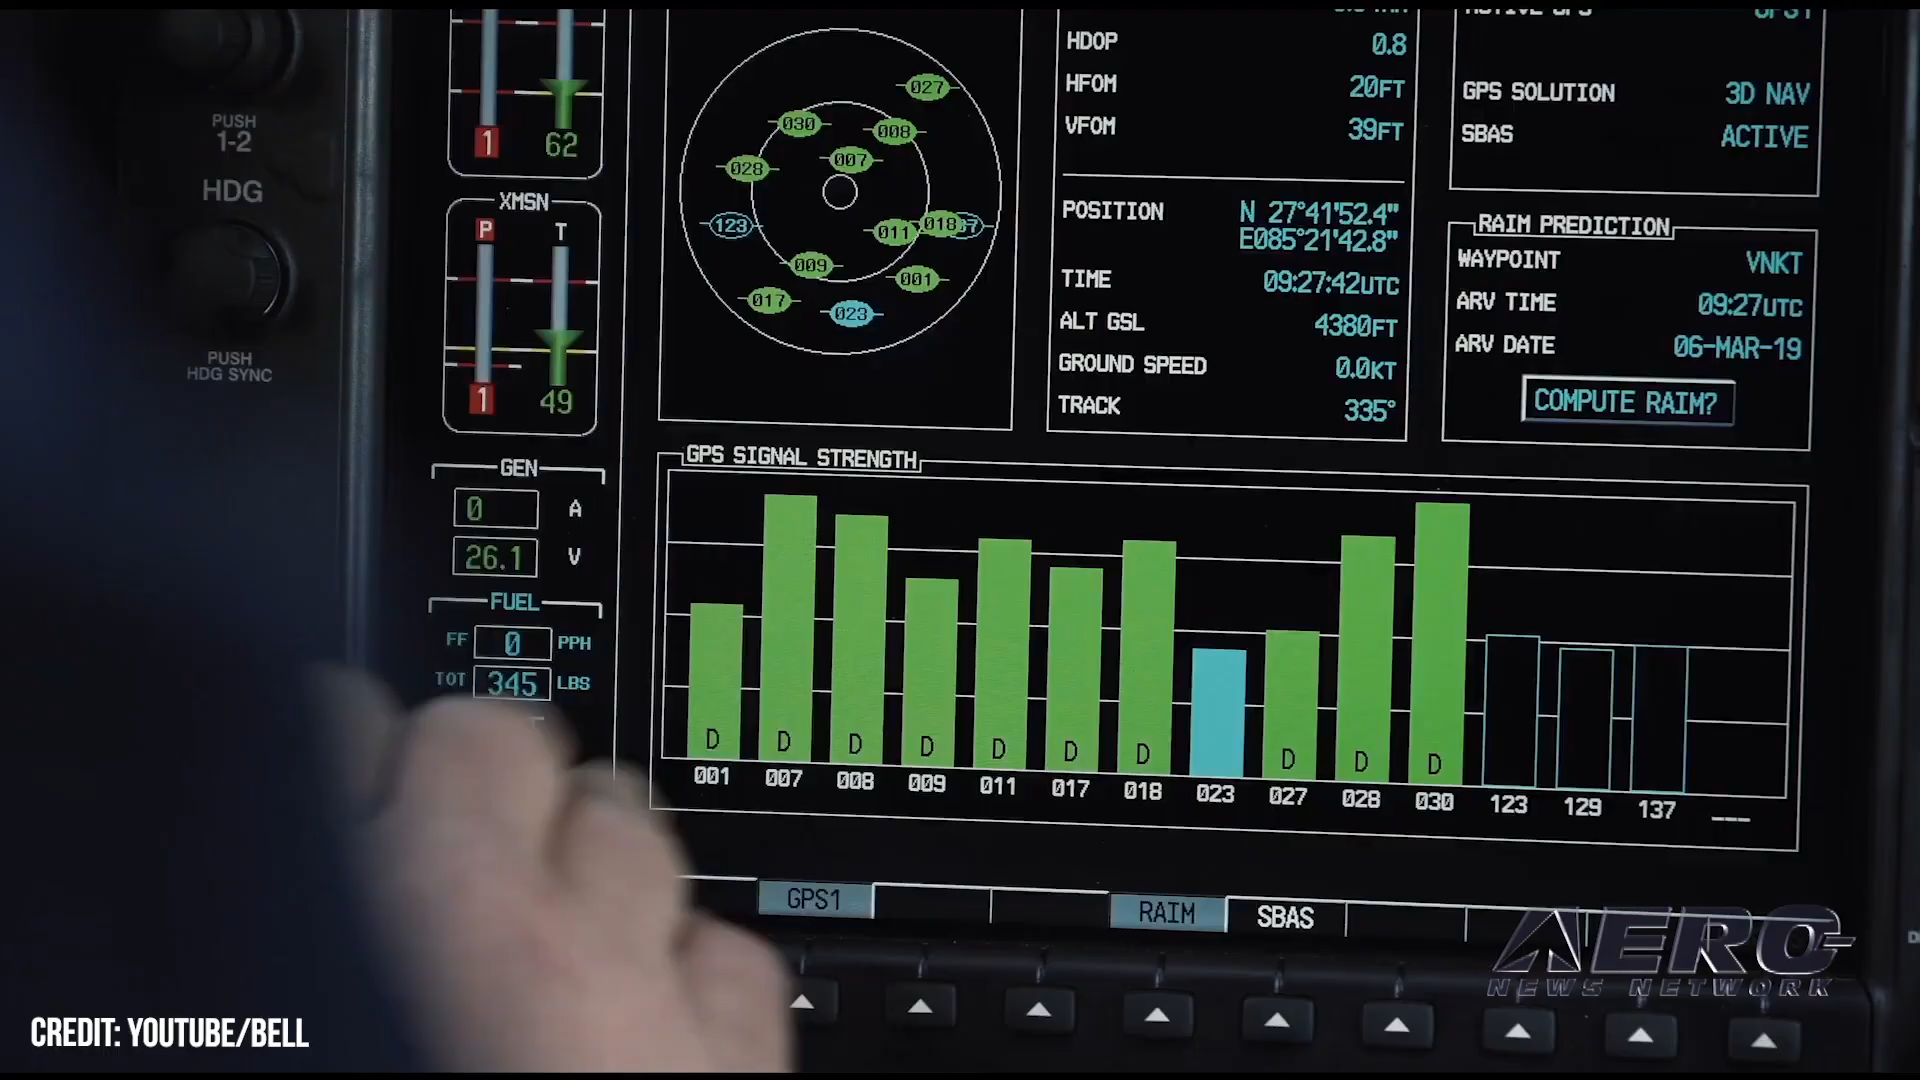 PUSH
1-2
HDG
PUSH
HDG SYNC
1 62
XMSN
P T
1 49
GEN
0 A
26.1 V
FUEL
FF 0 PPH
TOT 345 LBS
027
030
008
007
028
123
018
011
009
001
017
023
HDOP 0.8
HFOM 20FT
VFOM 39FT
POSITION N 27°41'52.4"
E085°21'42.8"
TIME 09:27:42UTC
ALT GSL 4380FT
GROUND SPEED 0.0KT
TRACK 335°
GPS SOLUTION 3D NAV
SBAS ACTIVE
RAIM PREDICTION
WAYPOINT VNKT
ARV TIME 09:27UTC
ARV DATE 06-MAR-19
COMPUTE RAIM?
GPS SIGNAL STRENGTH
D D D D D D D D D D
001 007 008 009 011 017 018 023 027 028 030 123 129 137 ___
GPS1 RAIM SBAS
AERO
NEWS NETWORK
CREDIT: YOUTUBE/BELL